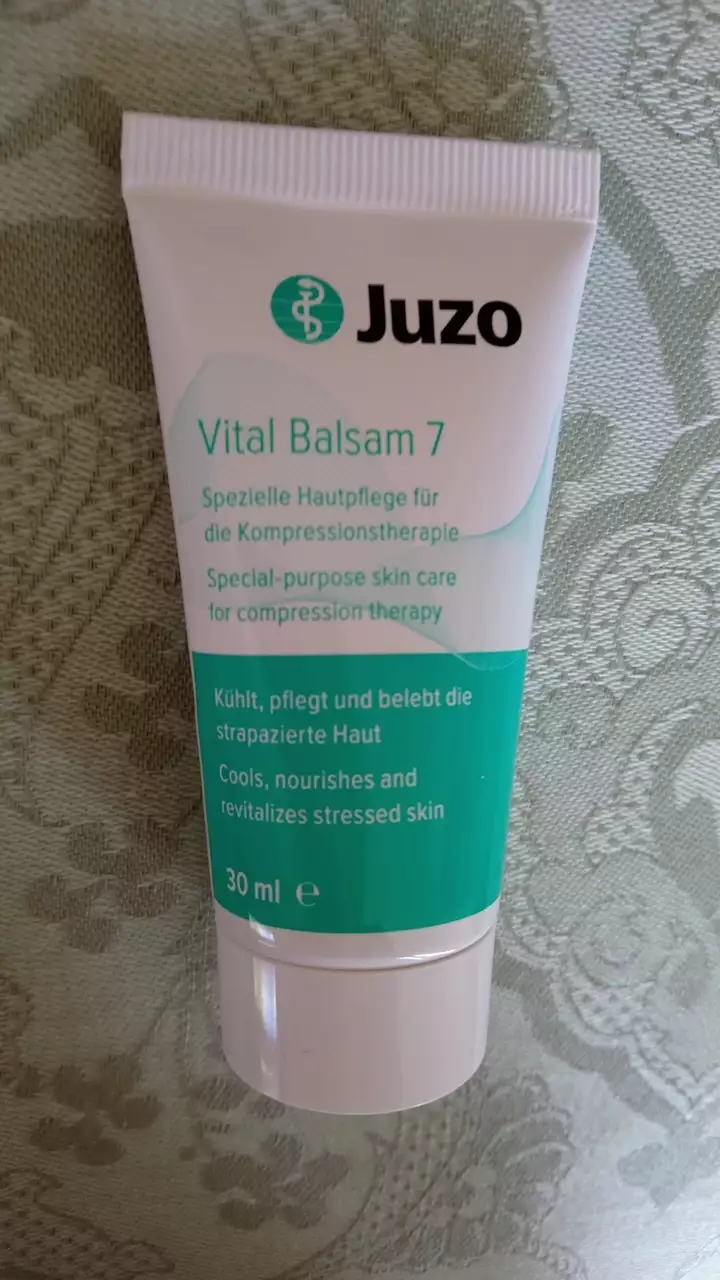 Juzo
Vital Balsam 7
Spezielle Hautpflege für
die Kompressionstherapie
Special-purpose skin care
for compression therapy
Kühlt, pflegt und belebt die
strapazierte Haut
Cools, nourishes and
revitalizes stressed skin
30 ml ℮